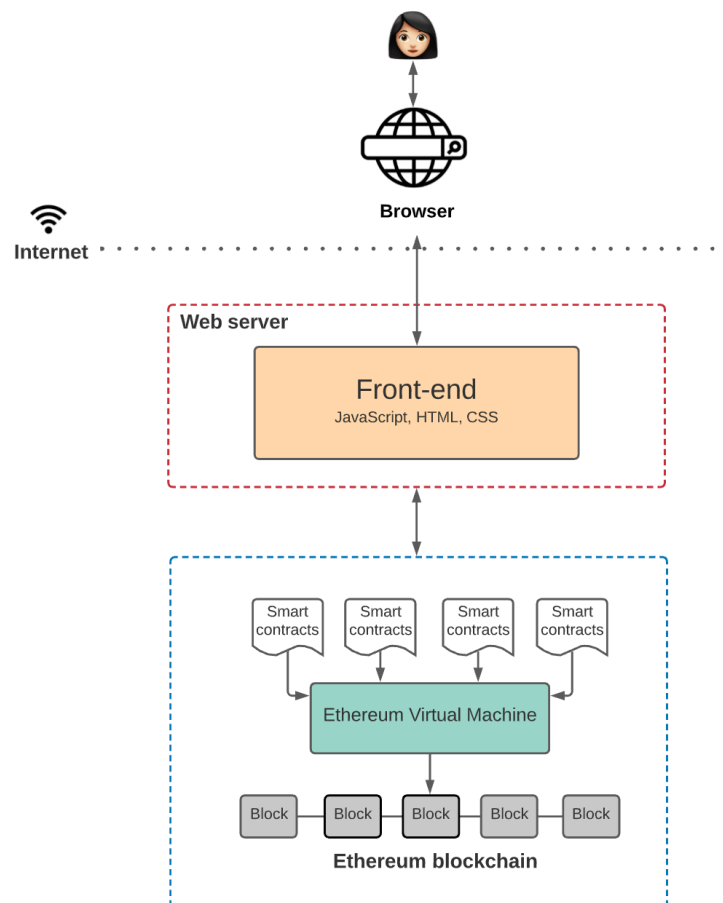 Browser
Internet
Web server
Front-end
JavaScript, HTML, CSS
Smart
contracts
Smart
contracts
Smart
contracts
Smart
contracts
Ethereum Virtual Machine
Block
Block
Block
Block
Block
Ethereum blockchain